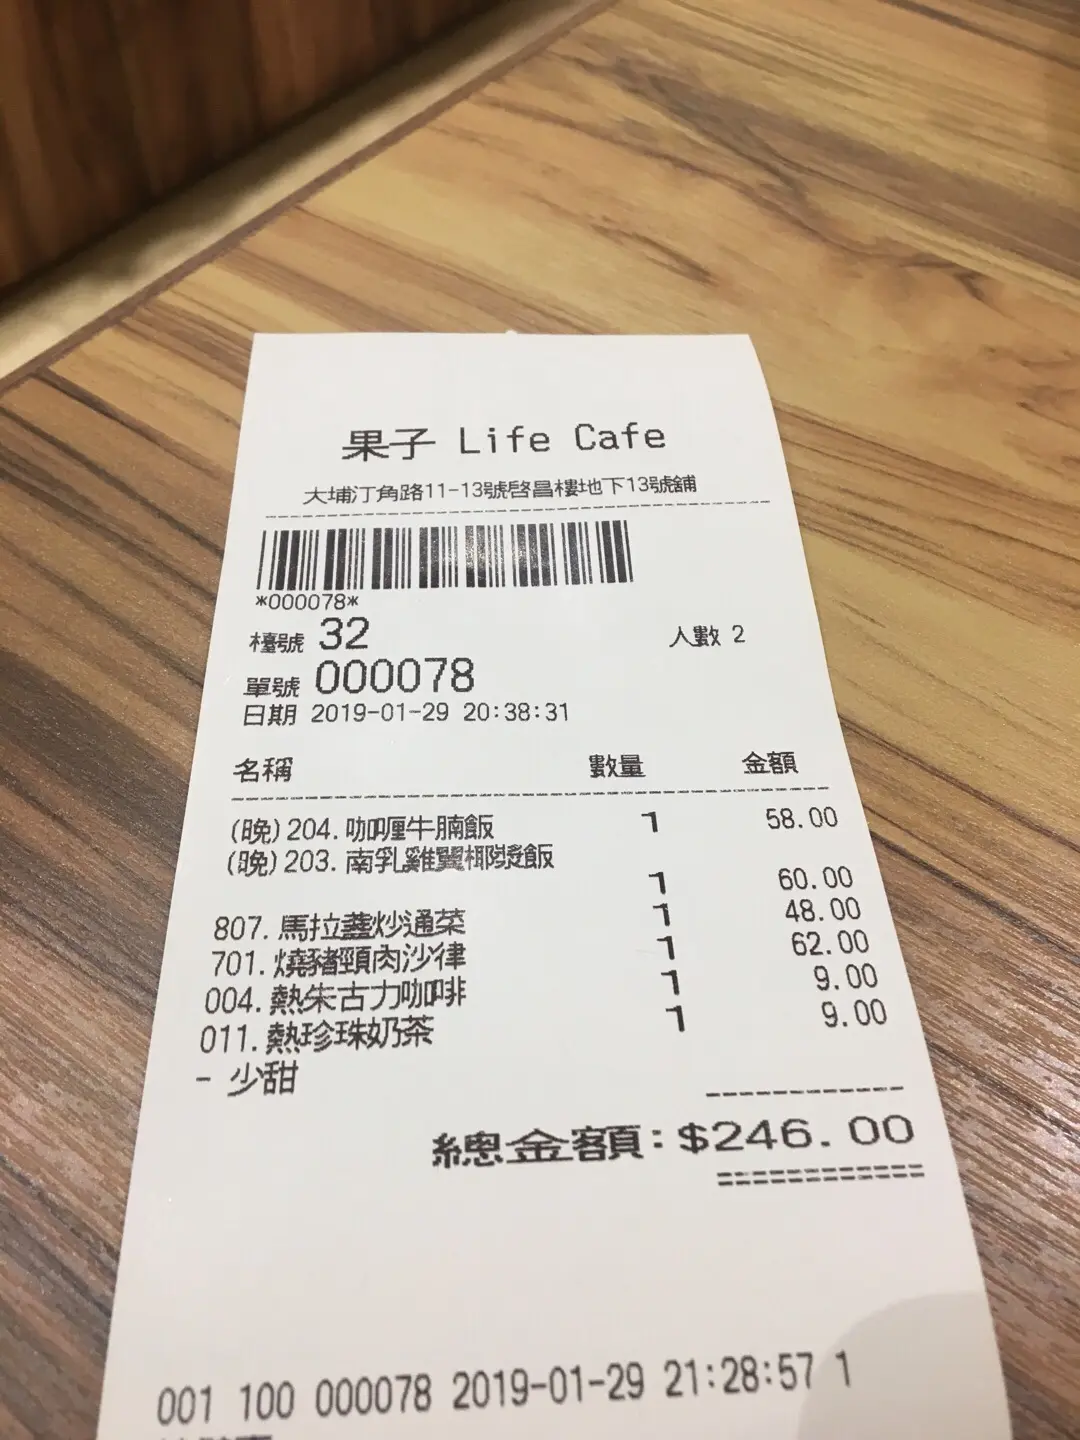 果子 Life Cafe
大埔汀角路11-13號啓昌樓地下13號舖
*000078*
檯號 32 人數 2
單號 000078
日期 2019-01-29 20:38:31
名稱 數量 金額
(晚)204. 咖喱牛腩飯 1 58.00
(晚)203. 南乳雞翼椰漿飯
1 60.00
807. 馬拉盞炒通菜 1 48.00
701. 燒豬頸肉沙律 1 62.00
004. 熱朱古力咖啡 1 9.00
011. 熱珍珠奶茶 1 9.00
- 少甜
總金額:$246.00
001 100 000078 2019-01-29 21:28:57 1